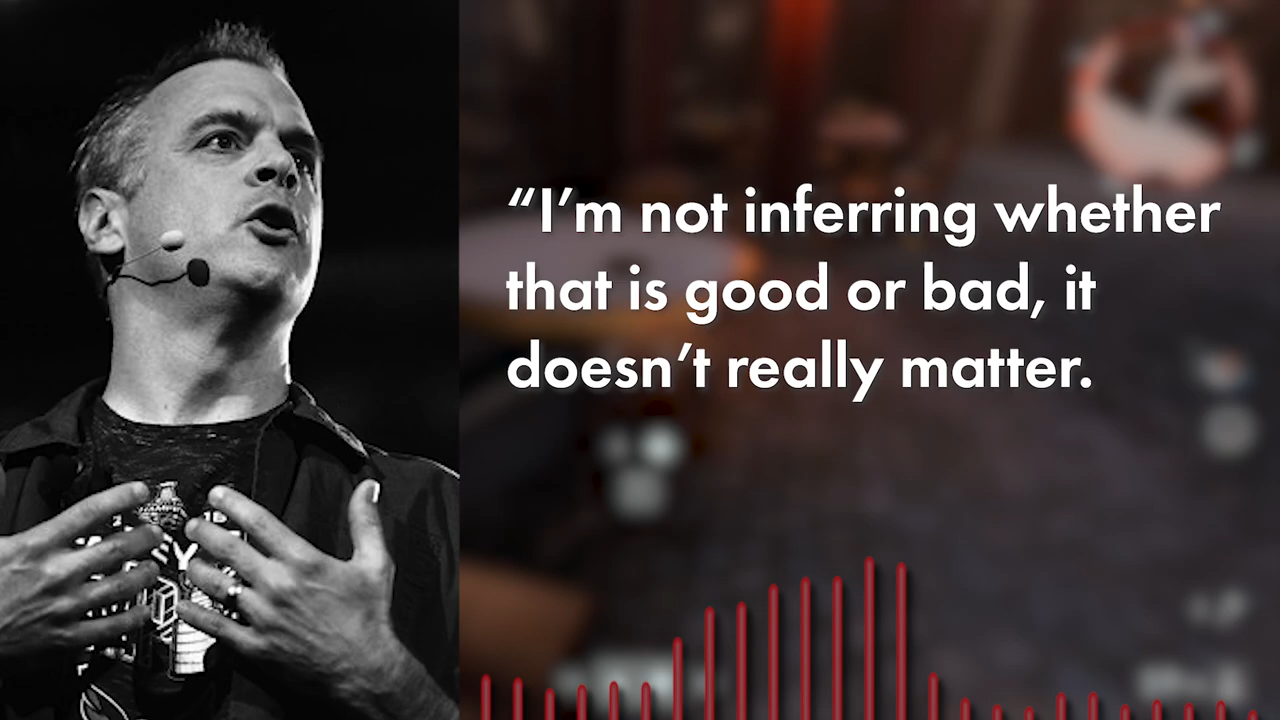 “I’m not inferring whether
that is good or bad, it
doesn’t really matter.